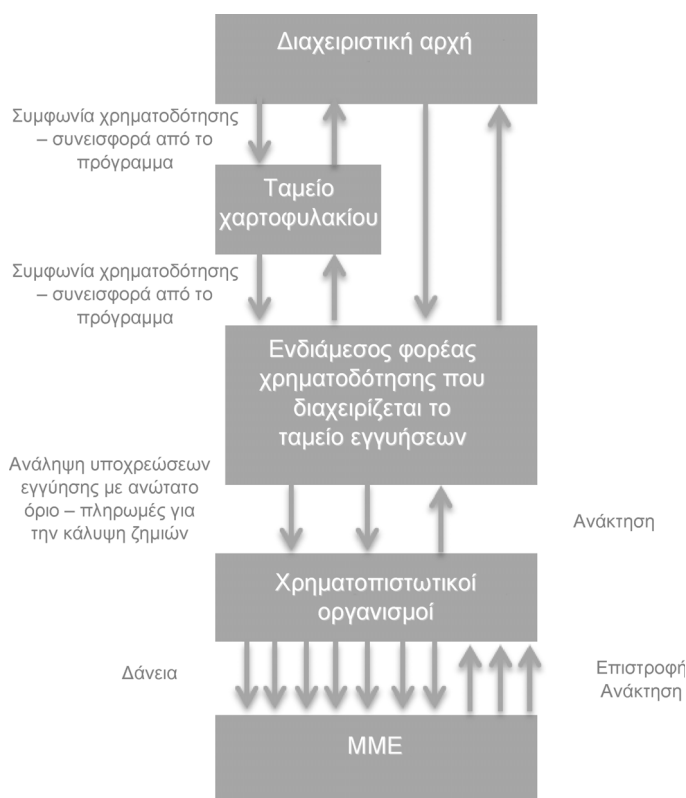 Διαχειριστική αρχή
Συμφωνία χρηματοδότησης
– συνεισφορά από το
πρόγραμμα
Ταμείο
χαρτοφυλακίου
Συμφωνία χρηματοδότησης
– συνεισφορά από το
πρόγραμμα
Ενδιάμεσος φορέας
χρηματοδότησης που
διαχειρίζεται το
ταμείο εγγυήσεων
Ανάληψη υποχρεώσεων
εγγύησης με ανώτατο
όριο – πληρωμές για
την κάλυψη ζημιών
Ανάκτηση
Χρηματοπιστωτικοί
οργανισμοί
Δάνεια
Επιστροφή
Ανάκτηση
ΜΜΕ